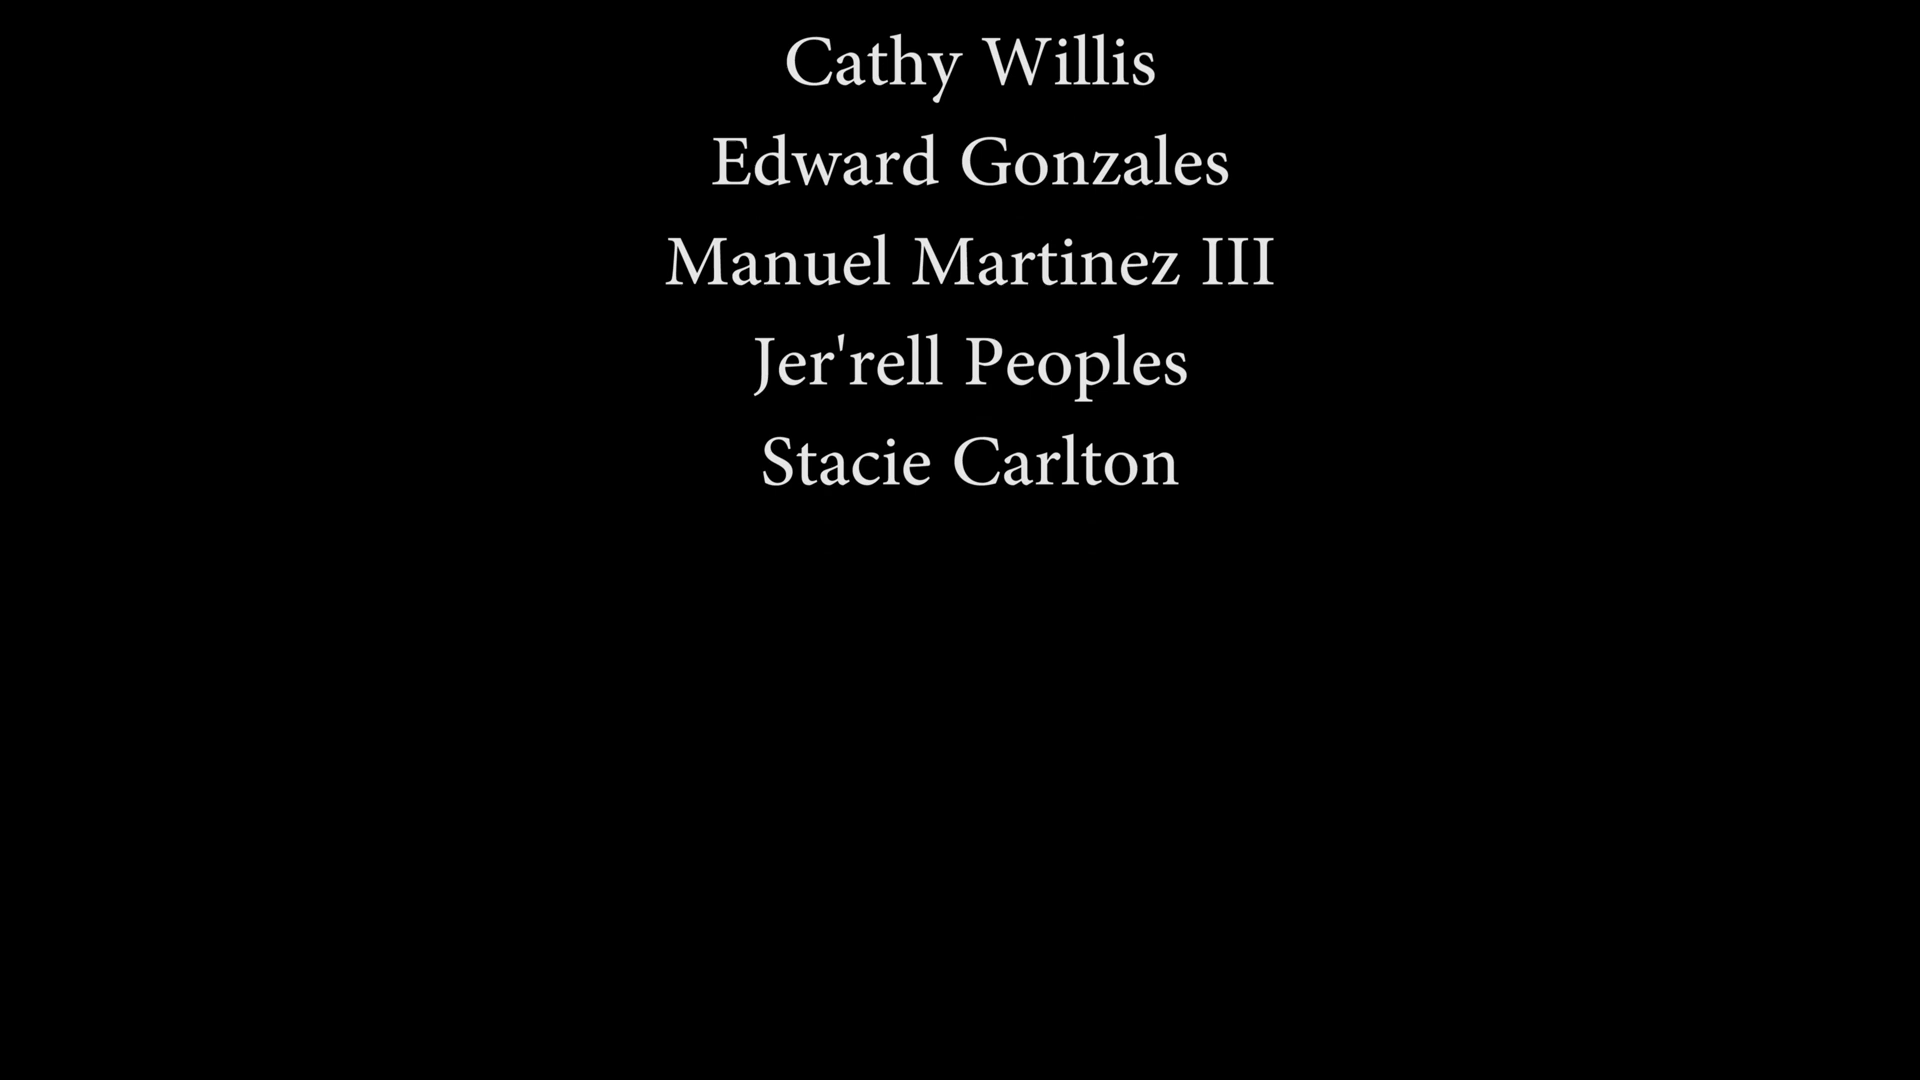 Cathy Willis
Edward Gonzales
Manuel Martinez III
Jer'rell Peoples
Stacie Carlton